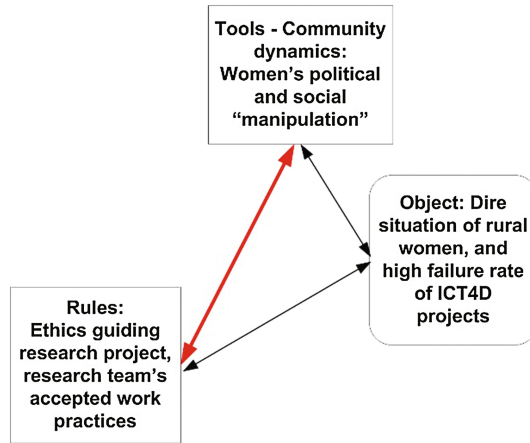 Tools - Community
dynamics:
Women's political
and social
“manipulation”
Object: Dire
situation of rural
women, and
high failure rate
of ICT4D
projects
Rules:
Ethics guiding
research project,
research team's
accepted work
practices